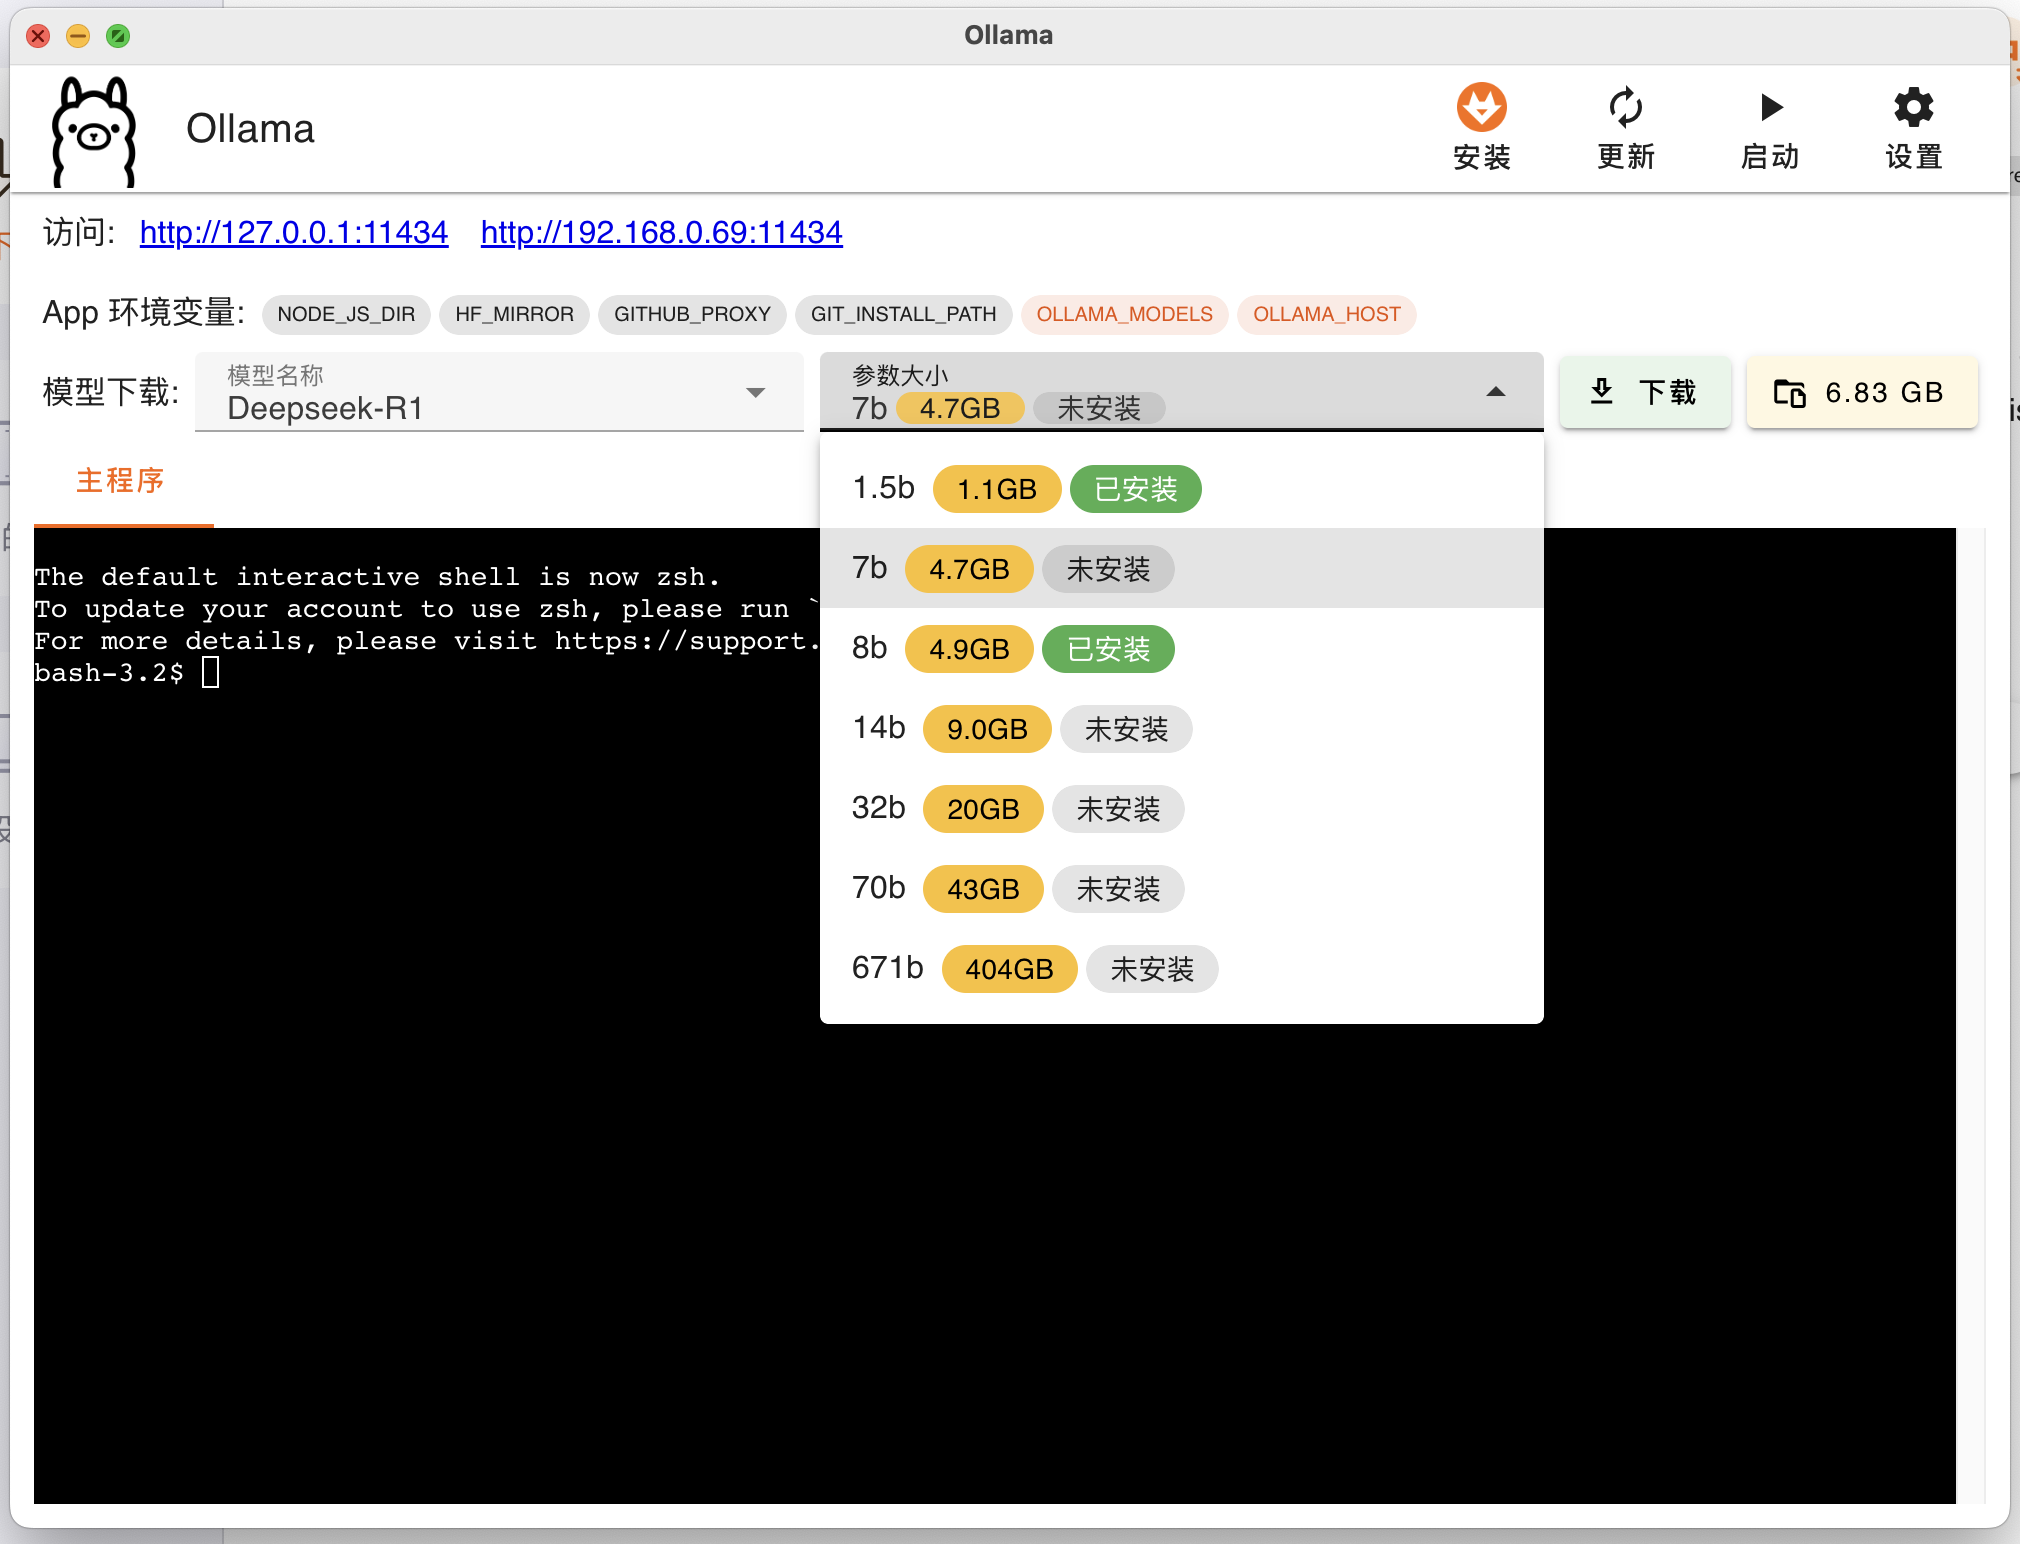 Ollama
Ollama
安装 更新 启动 设置
访问: http://127.0.0.1:11434 http://192.168.0.69:11434
App 环境变量: NODE_JS_DIR HF_MIRROR GITHUB_PROXY GIT_INSTALL_PATH OLLAMA_MODELS OLLAMA_HOST
模型下载:
模型名称
Deepseek-R1
参数大小
7b 4.7GB 未安装
下载
6.83 GB
主程序
1.5b 1.1GB 已安装
7b 4.7GB 未安装
8b 4.9GB 已安装
14b 9.0GB 未安装
32b 20GB 未安装
70b 43GB 未安装
671b 404GB 未安装
The default interactive shell is now zsh.
To update your account to use zsh, please run `
For more details, please visit https://support.
bash-3.2$